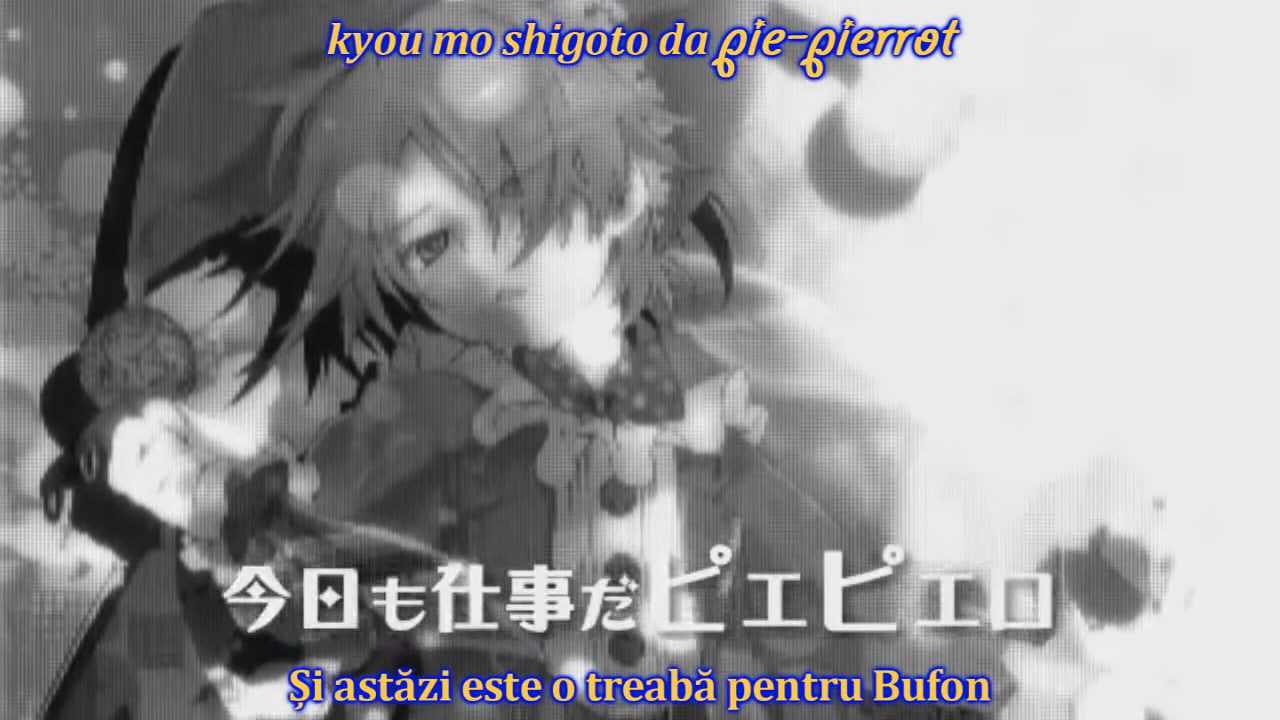 kyou mo shigoto da pie-pierrot
今日も仕事だピエピエロ
Și astăzi este o treabă pentru Bufon